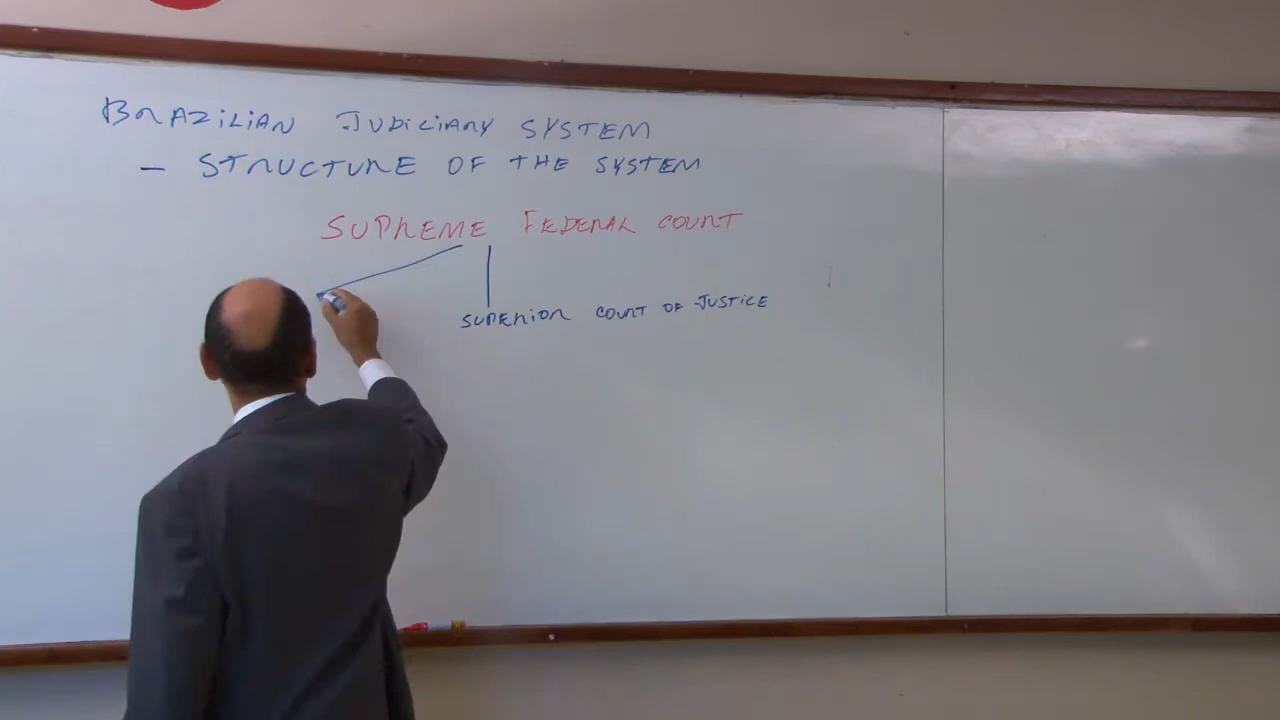 BRAZILIAN JUDICIARY SYSTEM
- STRUCTURE OF THE SYSTEM
SUPREME FEDERAL COURT
SUPERIOR COURT OF JUSTICE